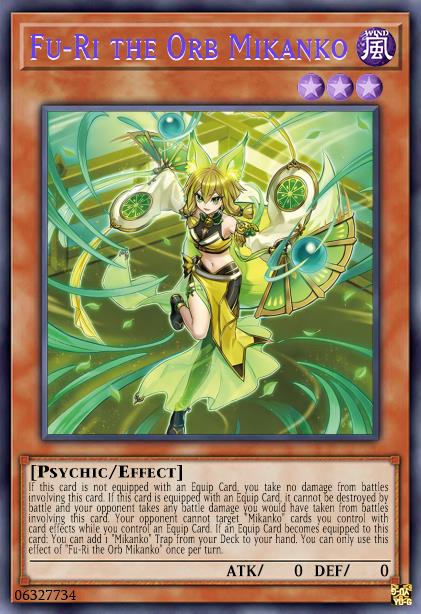 Fu-Ri the Orb Mikanko
WIND
風
[Psychic/Effect]
If this card is not equipped with an Equip Card, you take no damage from battles
involving this card. If this card is equipped with an Equip Card, it cannot be destroyed by
battle and your opponent takes any battle damage you would have taken from battles
involving this card. Your opponent cannot target "Mikanko" cards you control with
card effects while you control an Equip Card. If an Equip Card becomes equipped to this
card: You can add 1 "Mikanko" Trap from your Deck to your hand. You can only use this
effect of "Fu-Ri the Orb Mikanko" once per turn.
ATK/ 0 DEF/ 0
06327734